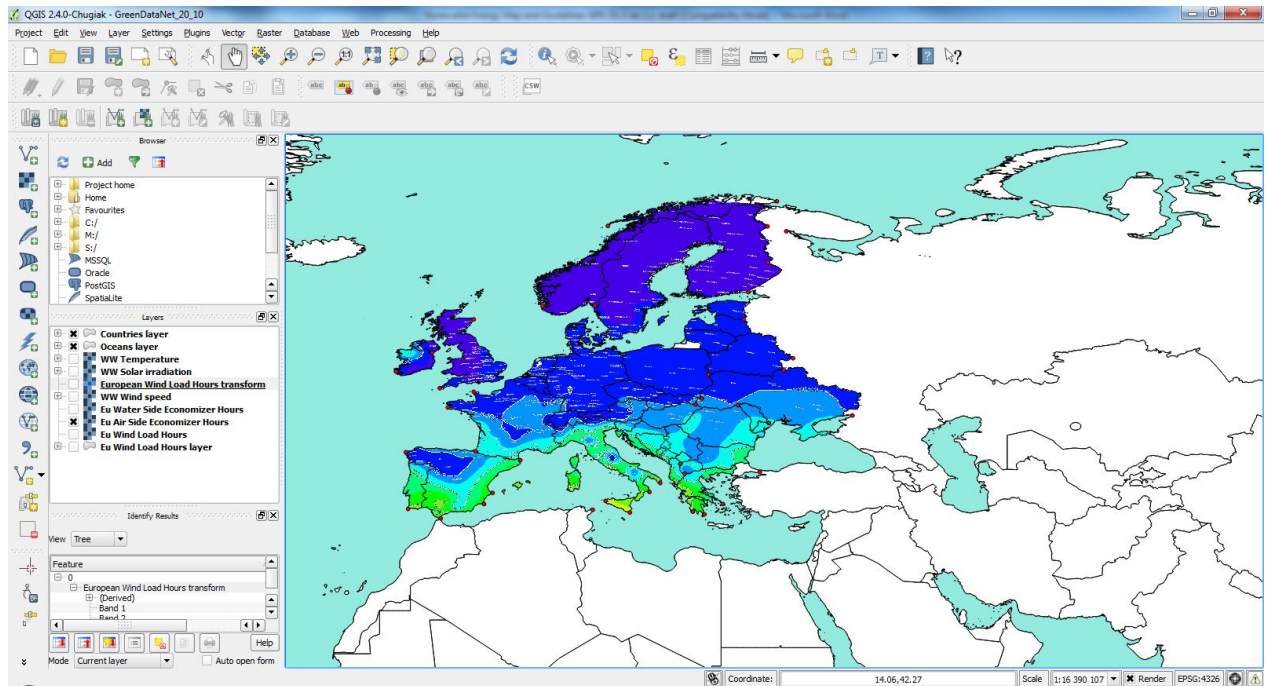 QGIS 2.4.0-Chugiak - GreenDataNet_20_10
Project Edit View Layer Settings Plugins Vector Raster Database Web Processing Help
CSW
Browser
Add
Project home
Home
Favourites
C:/
M:/
S:/
MSSQL
Oracle
PostGIS
SpatiaLite
Layers
Countries layer
Oceans layer
WW Temperature
WW Solar irradiation
European Wind Load Hours transform
WW Wind speed
Eu Water Side Economizer Hours
Eu Air Side Economizer Hours
Eu Wind Load Hours
Eu Wind Load Hours layer
Identify Results
View Tree
Feature
0
European Wind Load Hours transform
(Derived)
Band 1
Band 2
Help
Mode Current layer Auto open form
Coordinate: 14.06,42.27 Scale 1:16 390 107 Render EPSG:4326